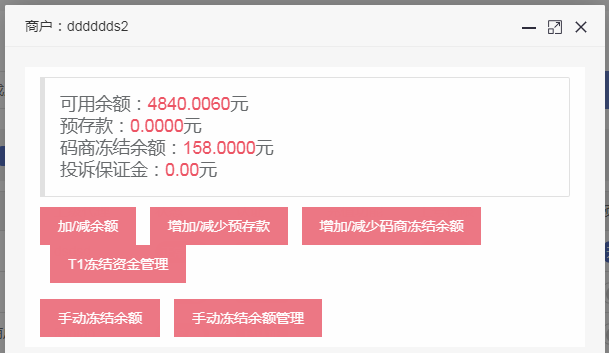 商户：dddddds2
可用余额：4840.0060元
预存款：0.0000元
码商冻结余额：158.0000元
投诉保证金：0.00元
加/减余额 增加/减少预存款 增加/减少码商冻结余额
T1冻结资金管理
手动冻结余额 手动冻结余额管理